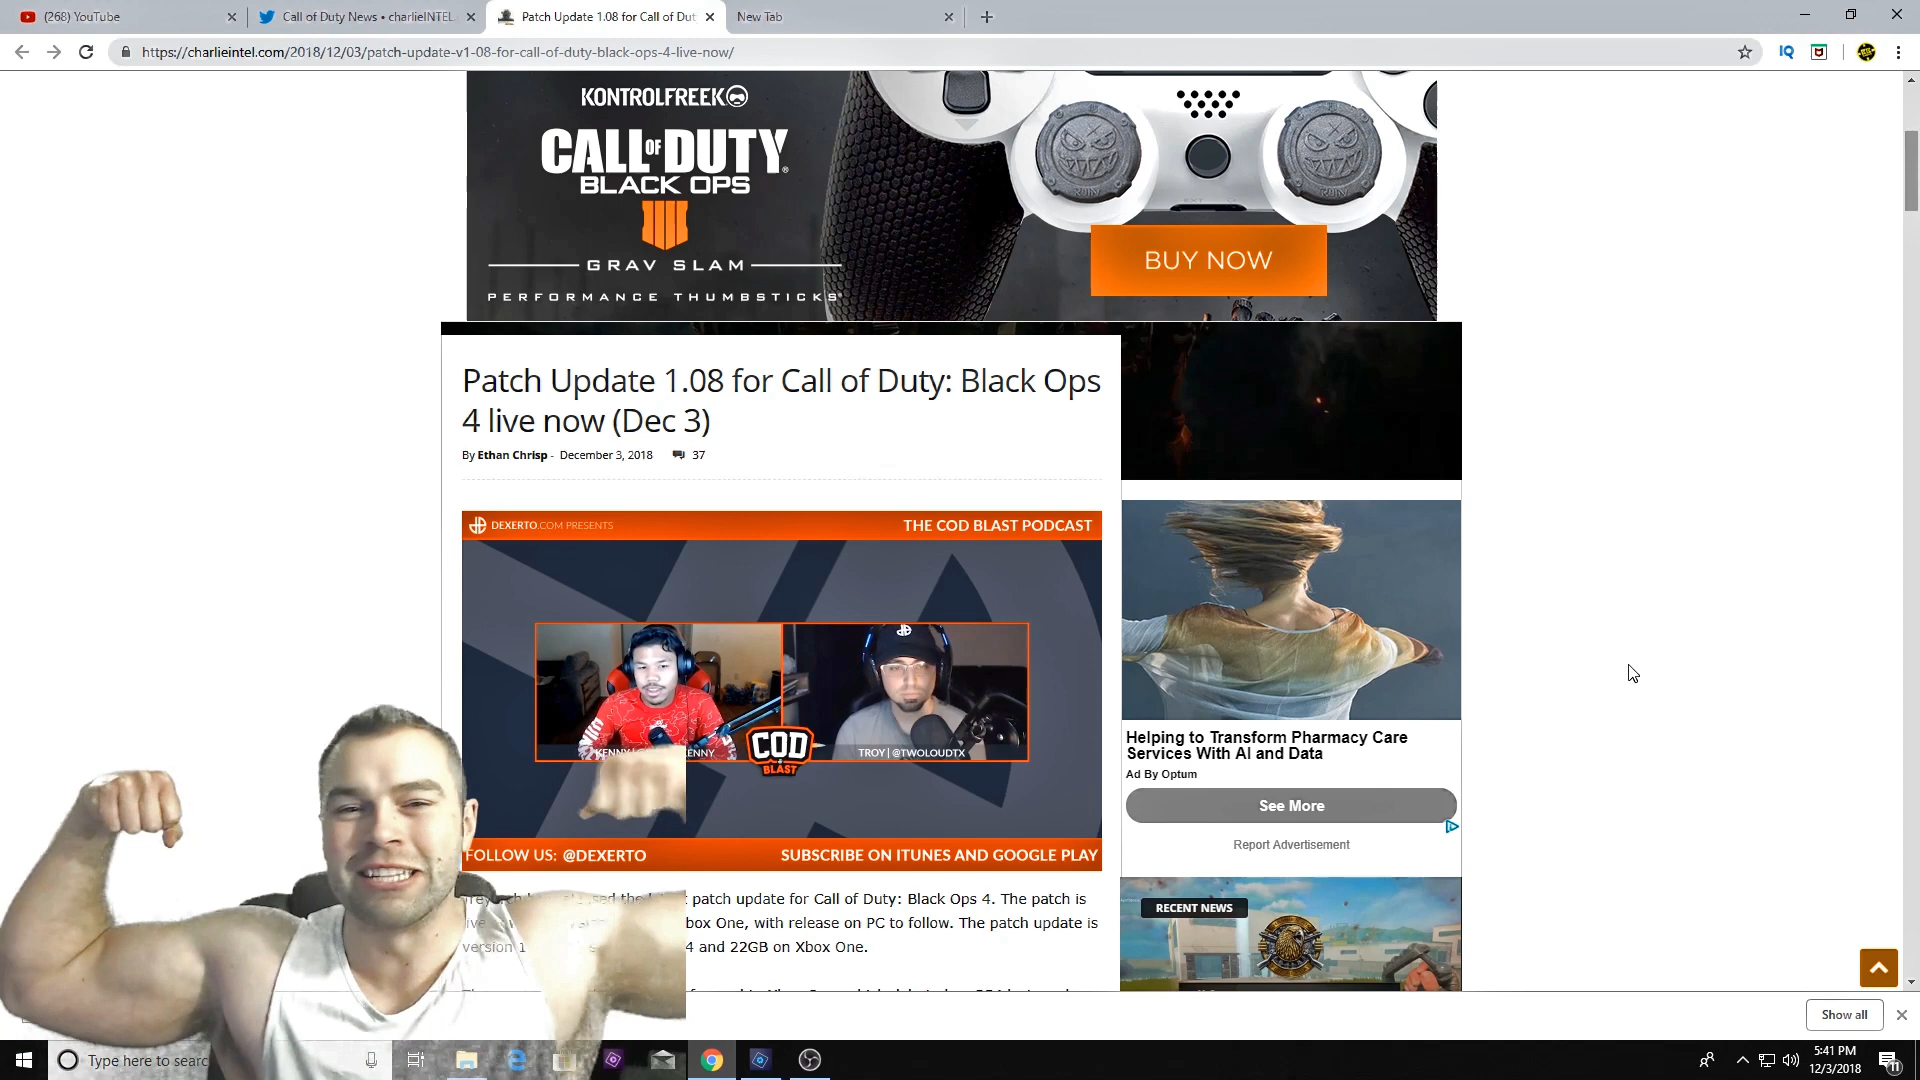 (268) YouTube
Call of Duty News • charlieINTEL
Patch Update 1.08 for Call of Dut
New Tab
https://charlieintel.com/2018/12/03/patch-update-v1-08-for-call-of-duty-black-ops-4-live-now/
IQ
KONTROLFREEK
CALL OF DUTY
BLACK OPS
IIII
GRAV SLAM
PERFORMANCE THUMBSTICKS
BUY NOW
Patch Update 1.08 for Call of Duty: Black Ops
4 live now (Dec 3)
By Ethan Chrisp - December 3, 2018 37
DEXERTO.COM PRESENTS
THE COD BLAST PODCAST
KENNY
COD
BLAST
TROY | @TWOLOUDTX
FOLLOW US: @DEXERTO
SUBSCRIBE ON ITUNES AND GOOGLE PLAY
patch update for Call of Duty: Black Ops 4. The patch is
box One, with release on PC to follow. The patch update is
version 1 4 and 22GB on Xbox One.
Helping to Transform Pharmacy Care
Services With AI and Data
Ad By Optum
See More
Report Advertisement
RECENT NEWS
Show all
Type here to searc
5:41 PM
12/3/2018
11